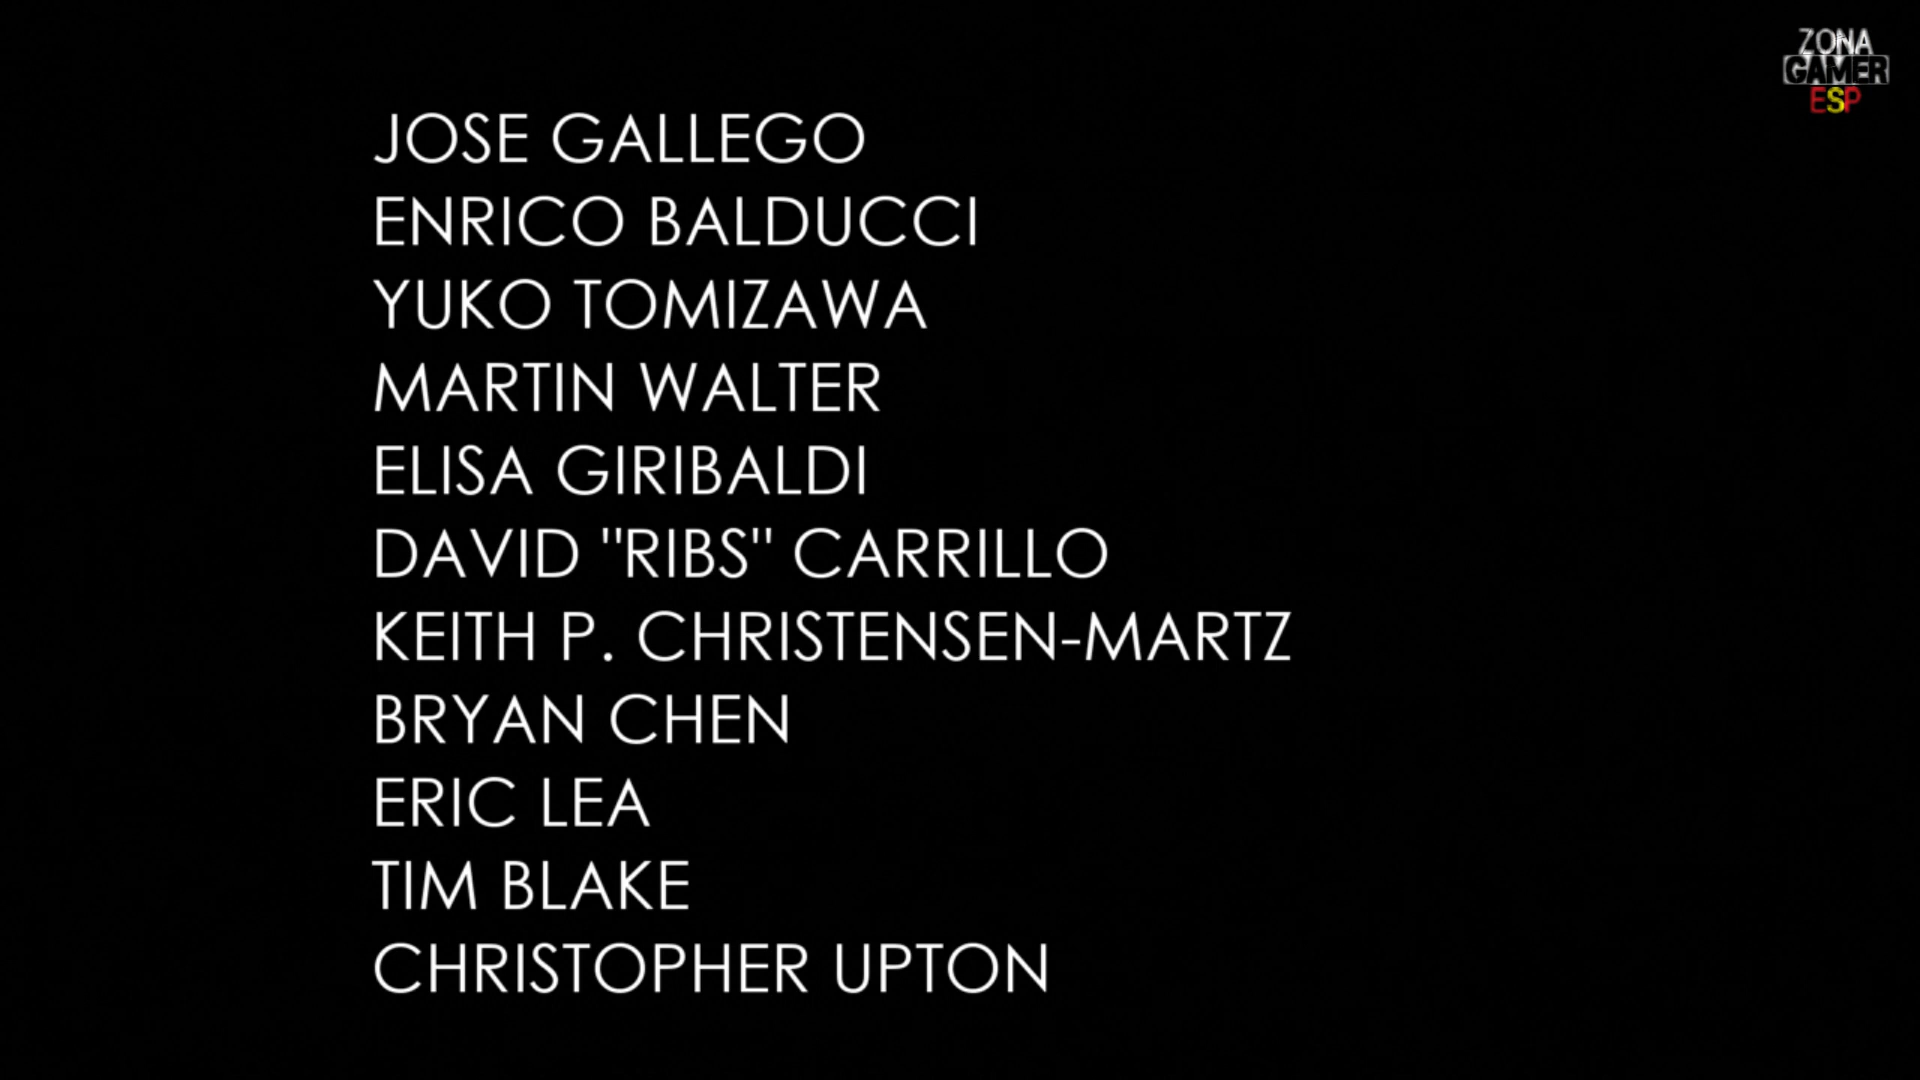 ZONA
GAMER
ESP
JOSE GALLEGO
ENRICO BALDUCCI
YUKO TOMIZAWA
MARTIN WALTER
ELISA GIRIBALDI
DAVID "RIBS" CARRILLO
KEITH P. CHRISTENSEN-MARTZ
BRYAN CHEN
ERIC LEA
TIM BLAKE
CHRISTOPHER UPTON